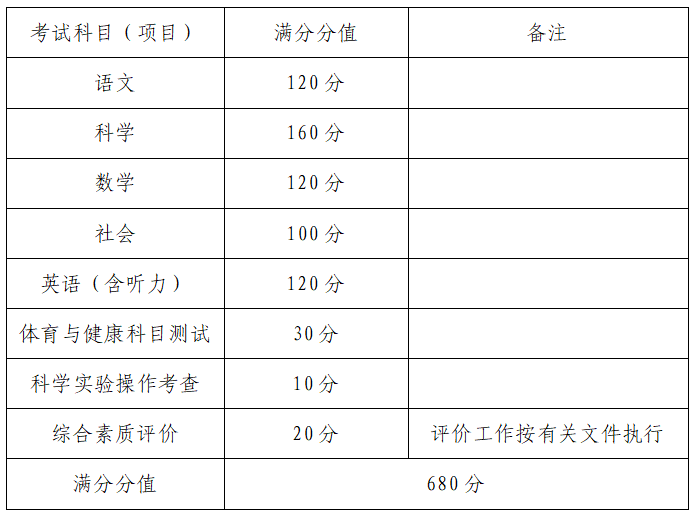 考试科目（项目） 满分分值 备注
语文 120分
科学 160分
数学 120分
社会 100分
英语（含听力） 120分
体育与健康科目测试 30分
科学实验操作考查 10分
综合素质评价 20分 评价工作按有关文件执行
满分分值 680分